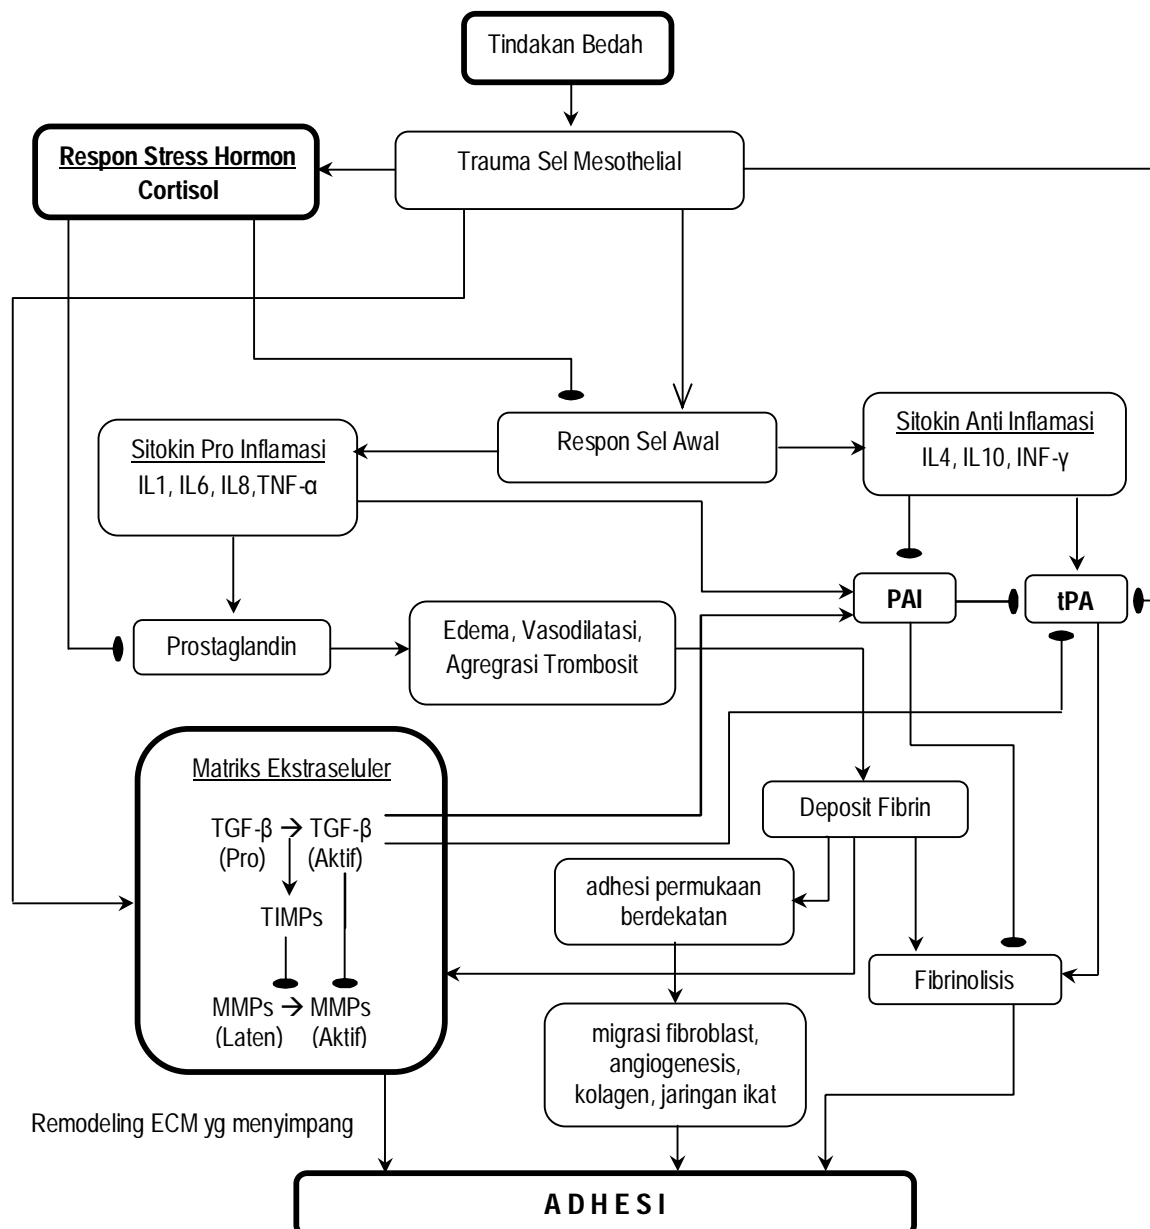 Tindakan Bedah
Respon Stress Hormon
Cortisol
Trauma Sel Mesothelial
Sitokin Pro Inflamasi
IL1, IL6, IL8,TNF-α
Respon Sel Awal
Sitokin Anti Inflamasi
IL4, IL10, INF-γ
PAI
tPA
Prostaglandin
Edema, Vasodilatasi,
Agregrasi Trombosit
Matriks Ekstraseluler
TGF-β → TGF-β
(Pro) (Aktif)
TIMPs
MMPs → MMPs
(Laten) (Aktif)
Deposit Fibrin
adhesi permukaan
berdekatan
Fibrinolisis
migrasi fibroblast,
angiogenesis,
kolagen, jaringan ikat
Remodeling ECM yg menyimpang
ADHESI